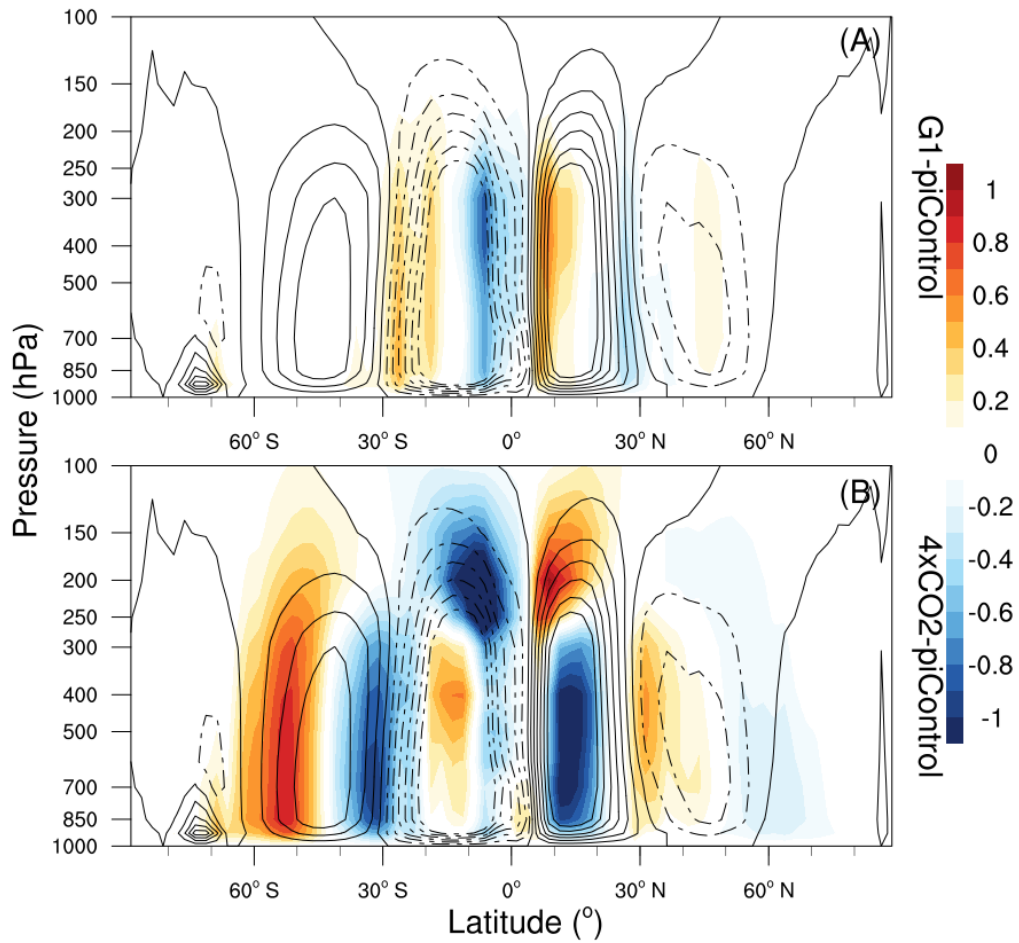 100
150
200
250
300
400
500
700
850
1000
(A)
60° S
30° S
0°
30° N
60° N
100
150
200
250
300
400
500
700
850
1000
(B)
60° S
30° S
0°
30° N
60° N
Pressure (hPa)
Latitude (°)
G1-piControl
4xCO2-piControl
1
0.8
0.6
0.4
0.2
0
-0.2
-0.4
-0.6
-0.8
-1